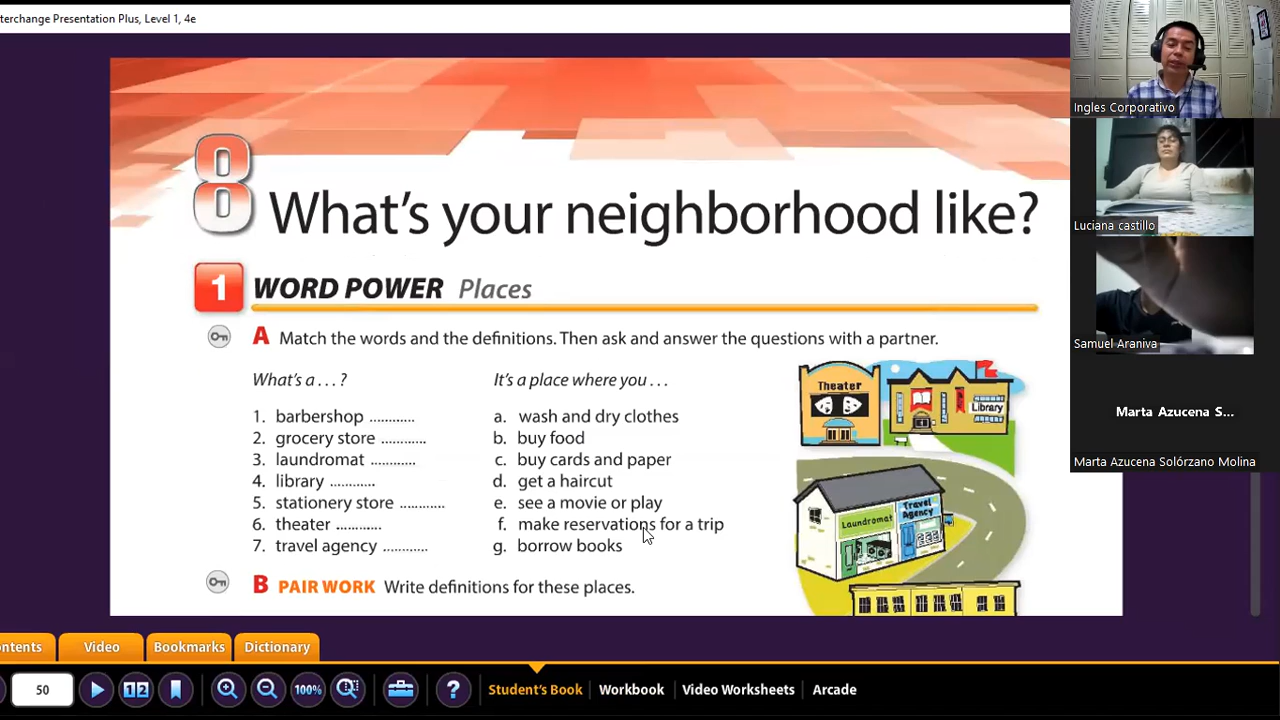 terchange Presentation Plus, Level 1, 4e
8 What's your neighborhood like?
1 WORD POWER Places
A Match the words and the definitions. Then ask and answer the questions with a partner.
What's a . . . ?
It's a place where you . . .
1. barbershop ............
2. grocery store ............
3. laundromat ............
4. library ............
5. stationery store ............
6. theater ............
7. travel agency ............
a. wash and dry clothes
b. buy food
c. buy cards and paper
d. get a haircut
e. see a movie or play
f. make reservations for a trip
g. borrow books
B PAIR WORK Write definitions for these places.
Theater
Library
Laundromat
Travel
Agency
Ingles Corporativo
Luciana castillo
Samuel Araniva
Marta Azucena S...
Marta Azucena Solórzano Molina
ntents
Video
Bookmarks
Dictionary
50
12
100%
?
Student's Book
Workbook
Video Worksheets
Arcade